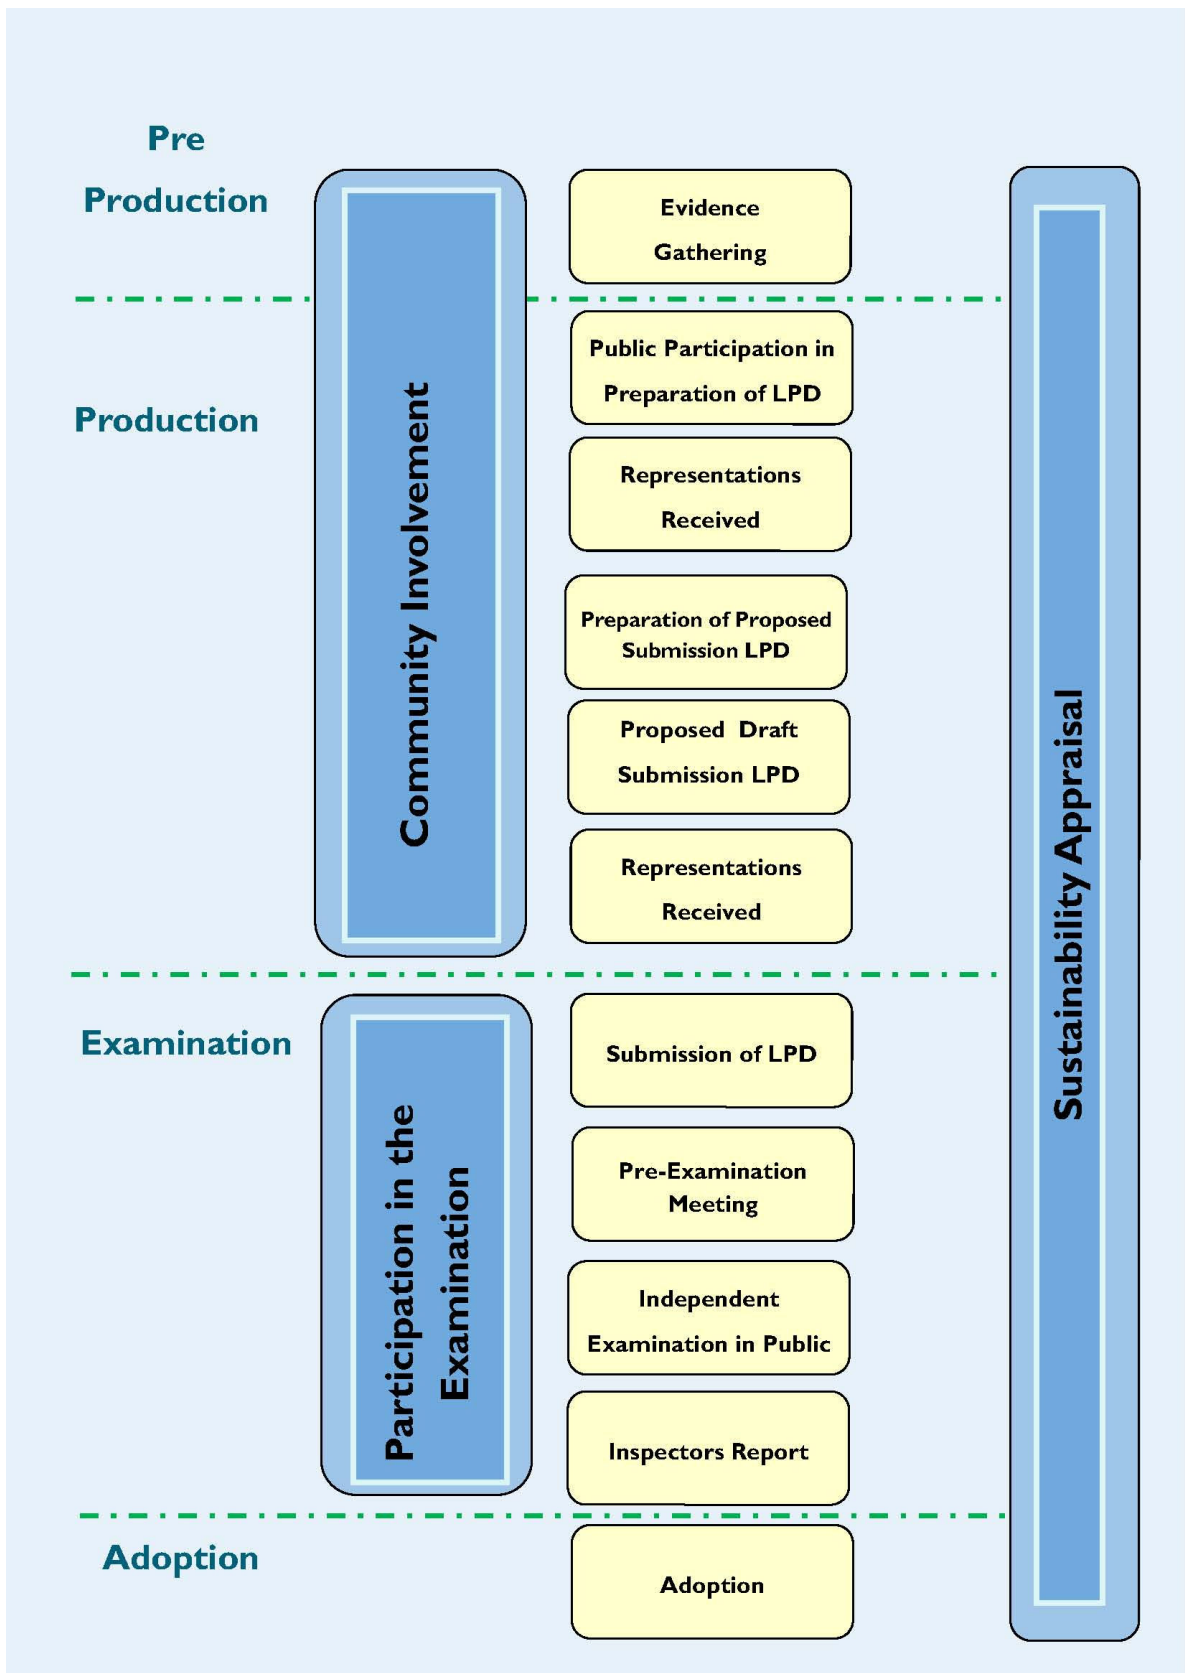 Pre
Production
Evidence
Gathering
Production
Public Participation in
Preparation of LPD
Representations
Received
Preparation of Proposed
Submission LPD
Proposed Draft
Submission LPD
Representations
Received
Community Involvement
Examination
Submission of LPD
Pre-Examination
Meeting
Independent
Examination in Public
Inspectors Report
Participation in the
Examination
Adoption
Adoption
Sustainability Appraisal